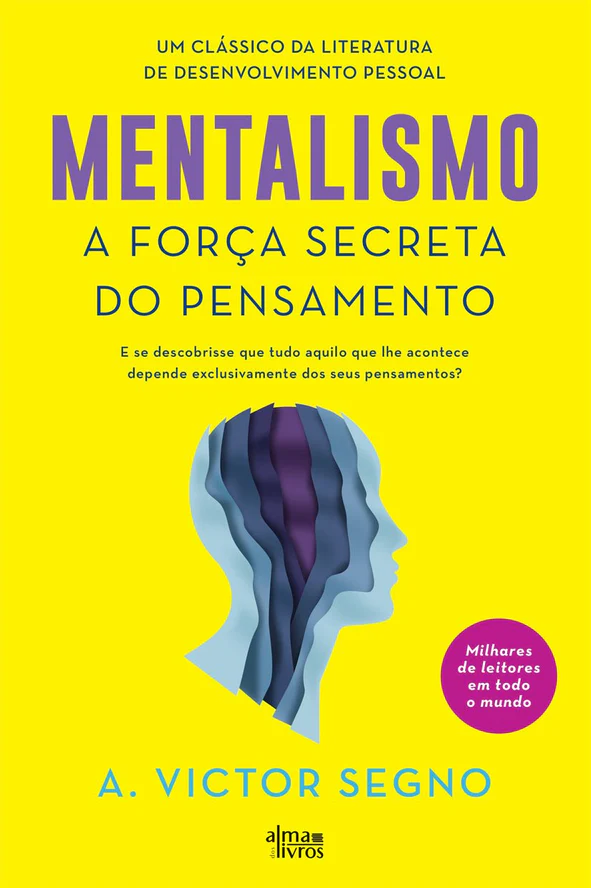 UM CLÁSSICO DA LITERATURA
DE DESENVOLVIMENTO PESSOAL
MENTALISMO
A FORÇA SECRETA
DO PENSAMENTO
E se descobrisse que tudo aquilo que lhe acontece
depende exclusivamente dos seus pensamentos?
Milhares
de leitores
em todo
o mundo
A. VICTOR SEGNO
alma
dos
livros